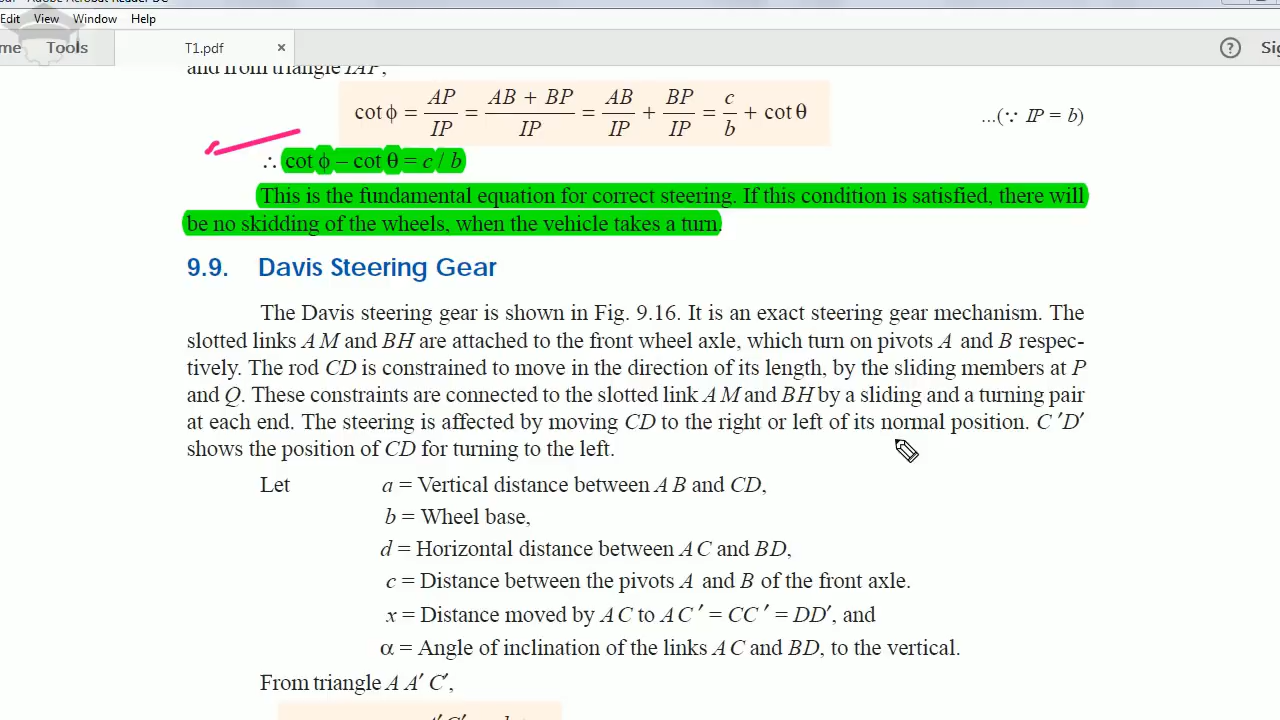 Edit View Window Help
Tools T1.pdf ×
?
and from triangle IAP,
cot ϕ = AP/IP = AB + BP/IP = AB/IP + BP/IP = c/b + cot θ ...(∵ IP = b)
∴ cot ϕ – cot θ = c / b
This is the fundamental equation for correct steering. If this condition is satisfied, there will
be no skidding of the wheels, when the vehicle takes a turn.
9.9. Davis Steering Gear
The Davis steering gear is shown in Fig. 9.16. It is an exact steering gear mechanism. The
slotted links AM and BH are attached to the front wheel axle, which turn on pivots A and B respec-
tively. The rod CD is constrained to move in the direction of its length, by the sliding members at P
and Q. These constraints are connected to the slotted link AM and BH by a sliding and a turning pair
at each end. The steering is affected by moving CD to the right or left of its normal position. C ′D′
shows the position of CD for turning to the left.
Let a = Vertical distance between AB and CD,
b = Wheel base,
d = Horizontal distance between AC and BD,
c = Distance between the pivots A and B of the front axle.
x = Distance moved by AC to AC ′ = CC ′ = DD′, and
α = Angle of inclination of the links AC and BD, to the vertical.
From triangle A A′ C′,